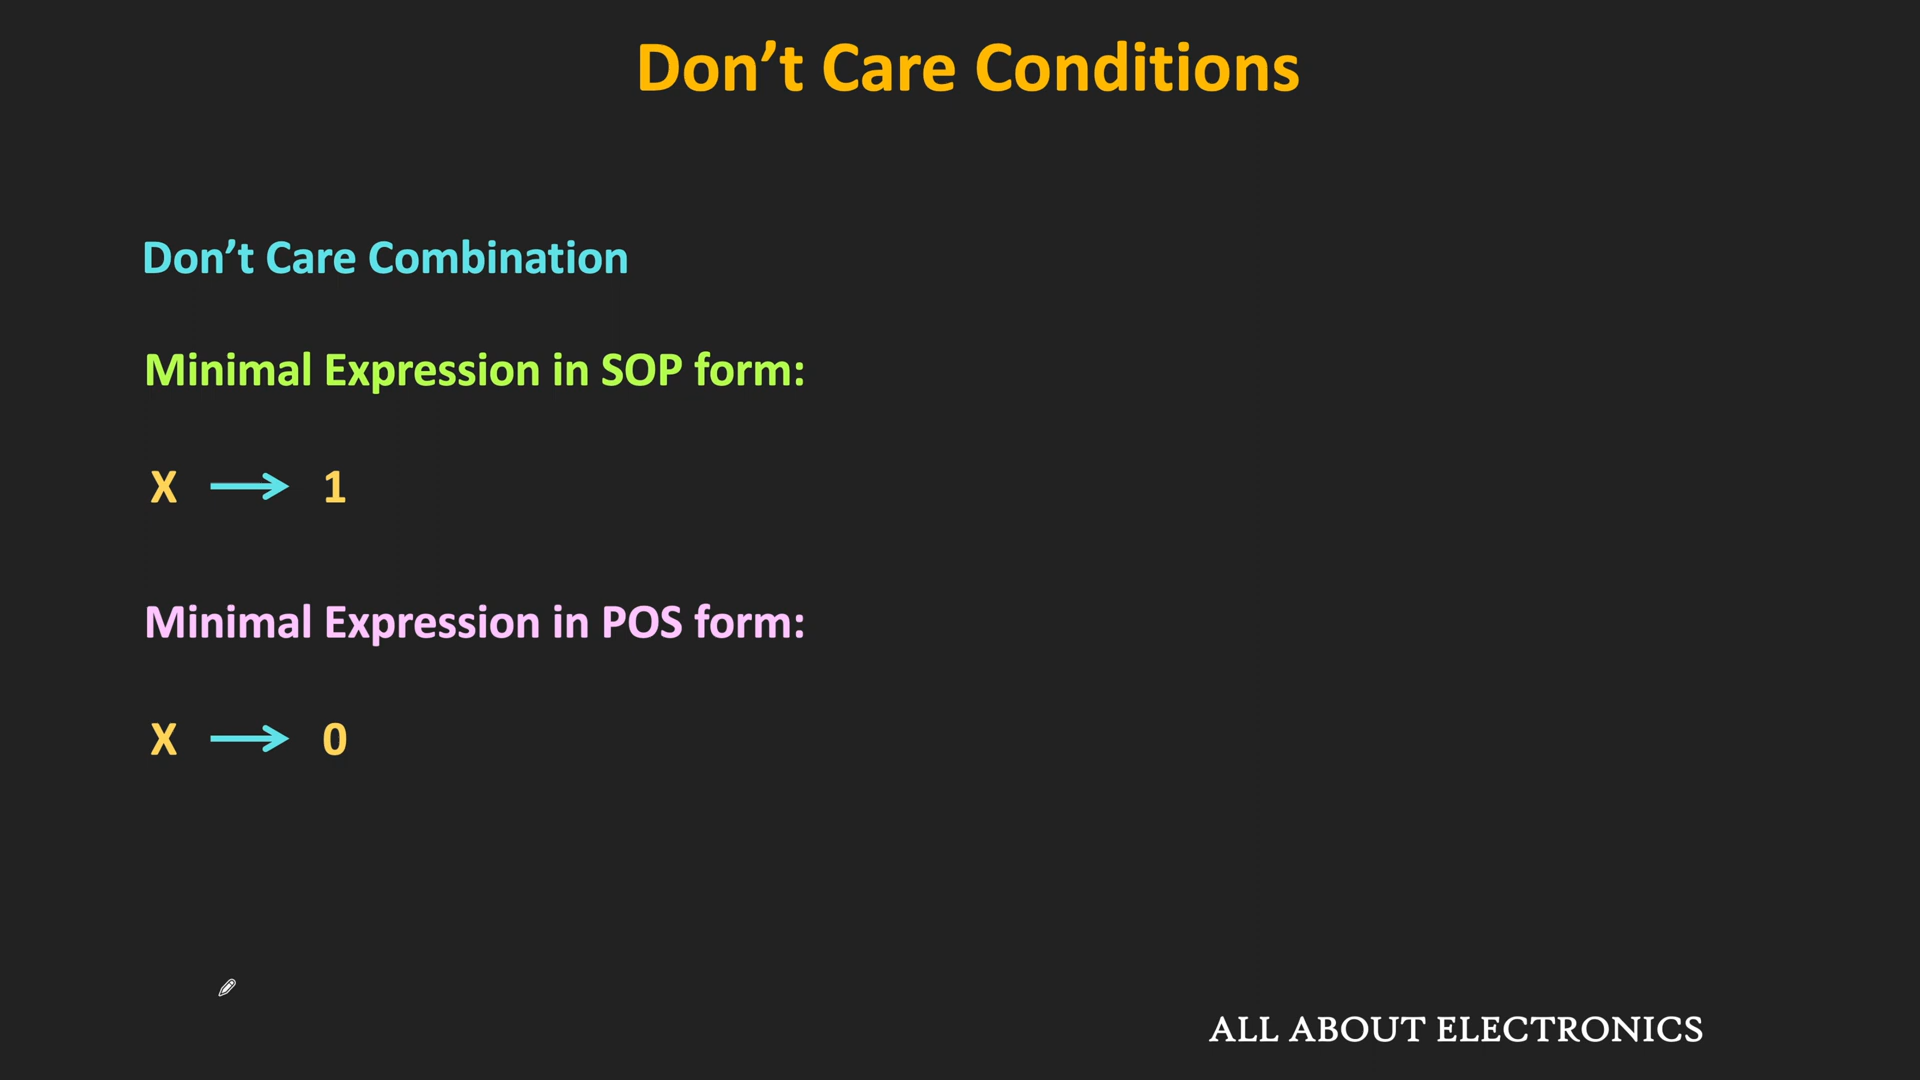 Don’t Care Conditions
Don’t Care Combination
Minimal Expression in SOP form:
X → 1
Minimal Expression in POS form:
X → 0
ALL ABOUT ELECTRONICS